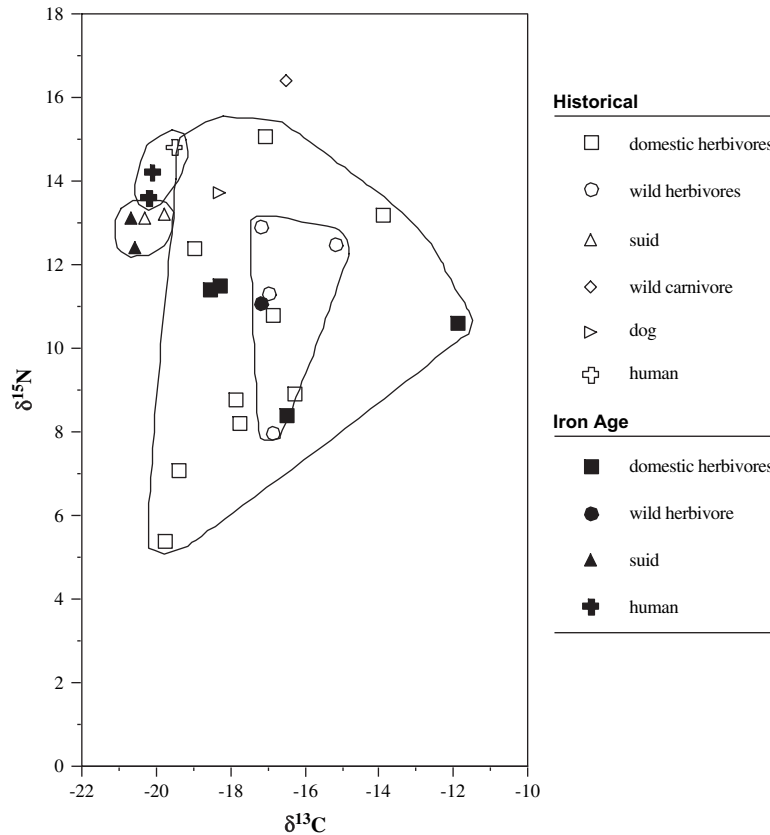 18
16
14
12
10
8
6
4
2
0
δ15N
-22
-20
-18
-16
-14
-12
-10
δ13C
Historical
domestic herbivores
wild herbivores
suid
wild carnivore
dog
human
Iron Age
domestic herbivores
wild herbivore
suid
human